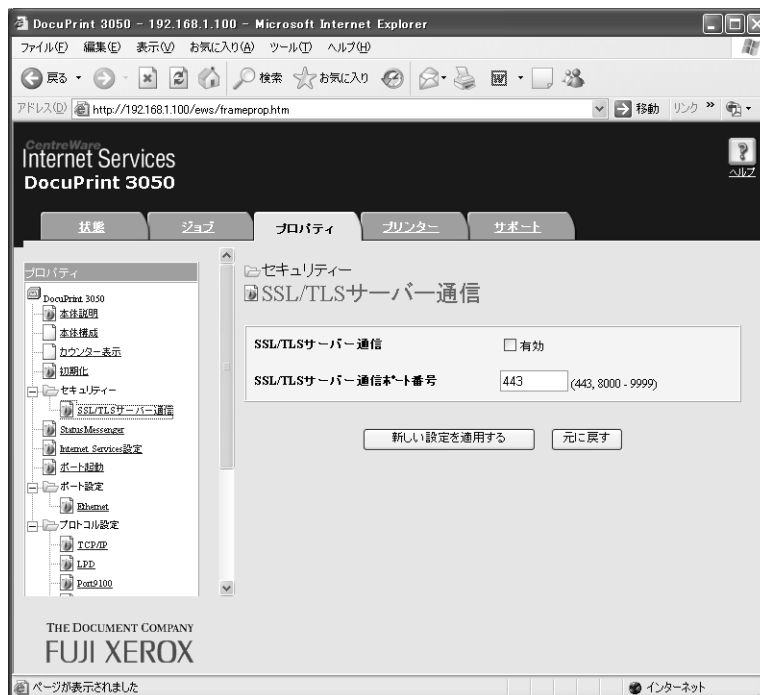 DocuPrint 3050 - 192.168.1.100 - Microsoft Internet Explorer
ファイル(F) 編集(E) 表示(V) お気に入り(A) ツール(T) ヘルプ(H)
戻る 検索 お気に入り
アドレス(D) http://192.168.1.100/ews/frameprop.htm 移動 リンク »
CentreWare
Internet Services
DocuPrint 3050
ヘルプ
状態 ジョブ プロパティ プリンター サポート
プロパティ
DocuPrint 3050
本体説明
本体構成
カウンター表示
初期化
セキュリティー
SSL/TLSサーバー通信
StatusMessenger
Internet Services設定
ポート起動
ポート設定
Ethernet
プロトコル設定
TCP/IP
LPD
Port9100
セキュリティー
SSL/TLSサーバー通信
SSL/TLSサーバー通信 有効
SSL/TLSサーバー通信ポート番号 443 (443, 8000 - 9999)
新しい設定を適用する 元に戻す
THE DOCUMENT COMPANY
FUJI XEROX
ページが表示されました インターネット